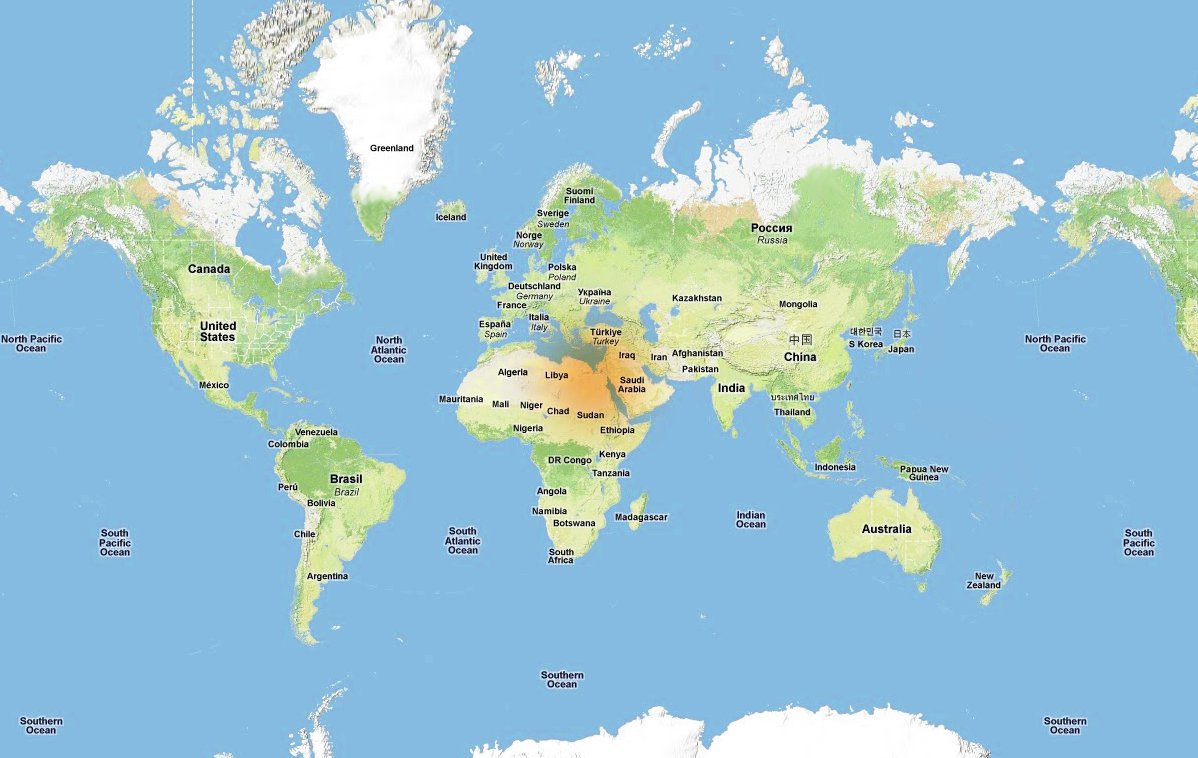 Greenland
Iceland
Suomi
Finland
Sverige
Sweden
Norge
Norway
Россия
Russia
United
Kingdom
Polska
Poland
Canada
Deutschland
Germany
Україна
Ukraine
Kazakhstan
Mongolia
France
Italia
Italy
United
States
España
Spain
Türkiye
Turkey
中国
China
대한민국
S Korea
日本
Japan
North Pacific
Ocean
North
Atlantic
Ocean
North Pacific
Ocean
Iraq
Iran
Afghanistan
Pakistan
Algeria
Libya
Saudi
Arabia
India
México
Mauritania
Mali
Niger
Chad
Sudan
ประเทศไทย
Thailand
Venezuela
Colombia
Nigeria
Ethiopia
Kenya
DR Congo
Tanzania
Indonesia
Papua New
Guinea
Brasil
Brazil
Perú
Bolivia
Angola
Namibia
Botswana
Madagascar
Indian
Ocean
Australia
Chile
South
Pacific
Ocean
South
Atlantic
Ocean
South
Pacific
Ocean
South
Africa
Argentina
New
Zealand
Southern
Ocean
Southern
Ocean
Southern
Ocean